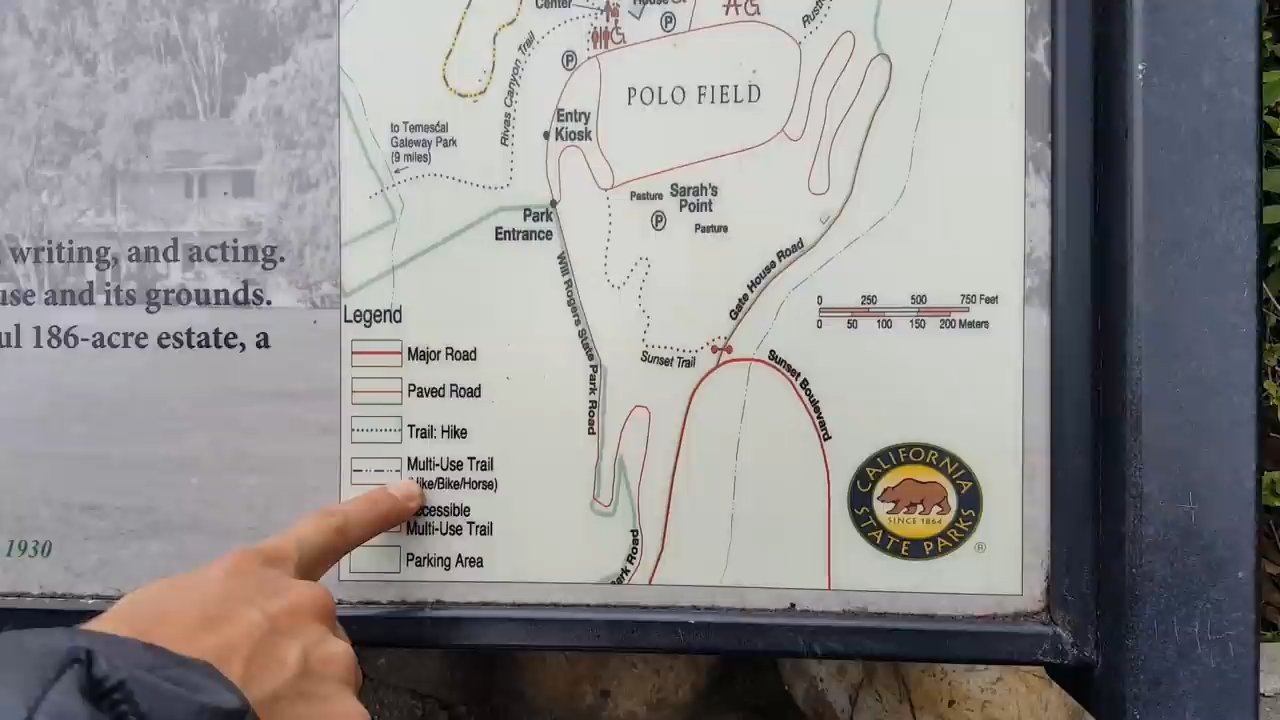 Center
House
Rivas Canyon Trail
POLO FIELD
Entry
Kiosk
to Temescal
Gateway Park
(9 miles)
Park
Entrance
Pasture
Sarah's
Point
Pasture
Will Rogers State Park Road
Gate House Road
Sunset Trail
Sunset Boulevard
0 250 500 750 Feet
0 50 100 150 200 Meters
writing, and acting.
use and its grounds.
ul 186-acre estate, a
1930
Legend
Major Road
Paved Road
Trail: Hike
Multi-Use Trail
ike/Bike/Horse)
ccessible
Multi-Use Trail
Parking Area
ark Road
CALIFORNIA
STATE PARKS
SINCE 1864
®